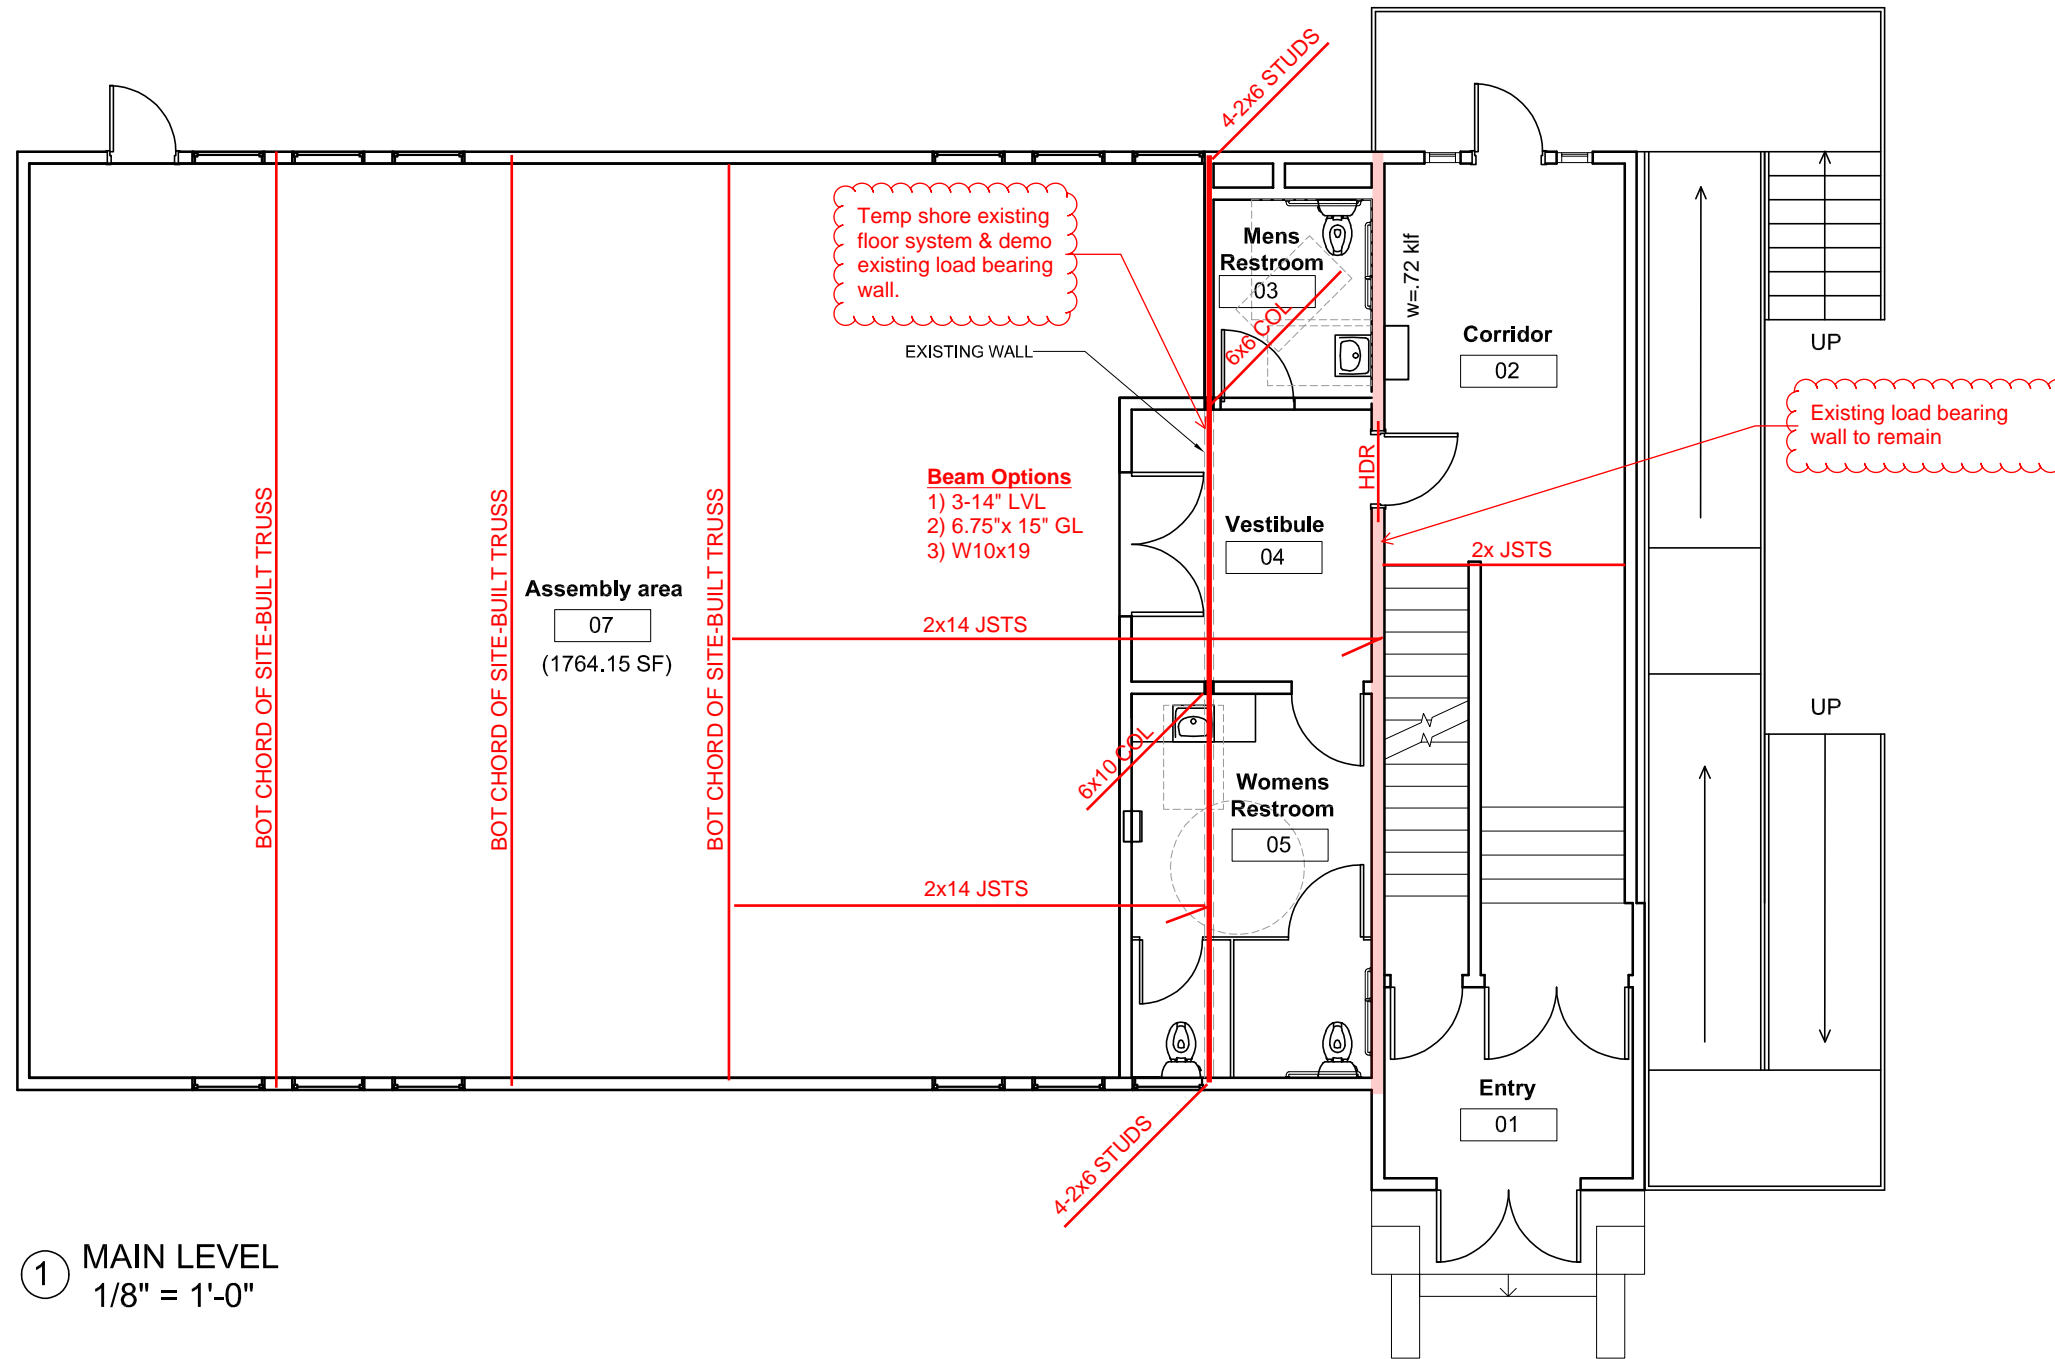 4-2x6 STUDS
Temp shore existing
floor system & demo
existing load bearing
wall.
EXISTING WALL
Mens
Restroom
03
6x6 COL
w=.72 klf
Corridor
02
UP
Existing load bearing
wall to remain
HDR
Beam Options
1) 3-14" LVL
2) 6.75"x 15" GL
3) W10x19
Vestibule
04
2x JSTS
BOT CHORD OF SITE-BUILT TRUSS
BOT CHORD OF SITE-BUILT TRUSS
BOT CHORD OF SITE-BUILT TRUSS
Assembly area
07
(1764.15 SF)
2x14 JSTS
UP
6x10 COL
Womens
Restroom
05
2x14 JSTS
Entry
01
4-2x6 STUDS
1
MAIN LEVEL
1/8" = 1'-0"